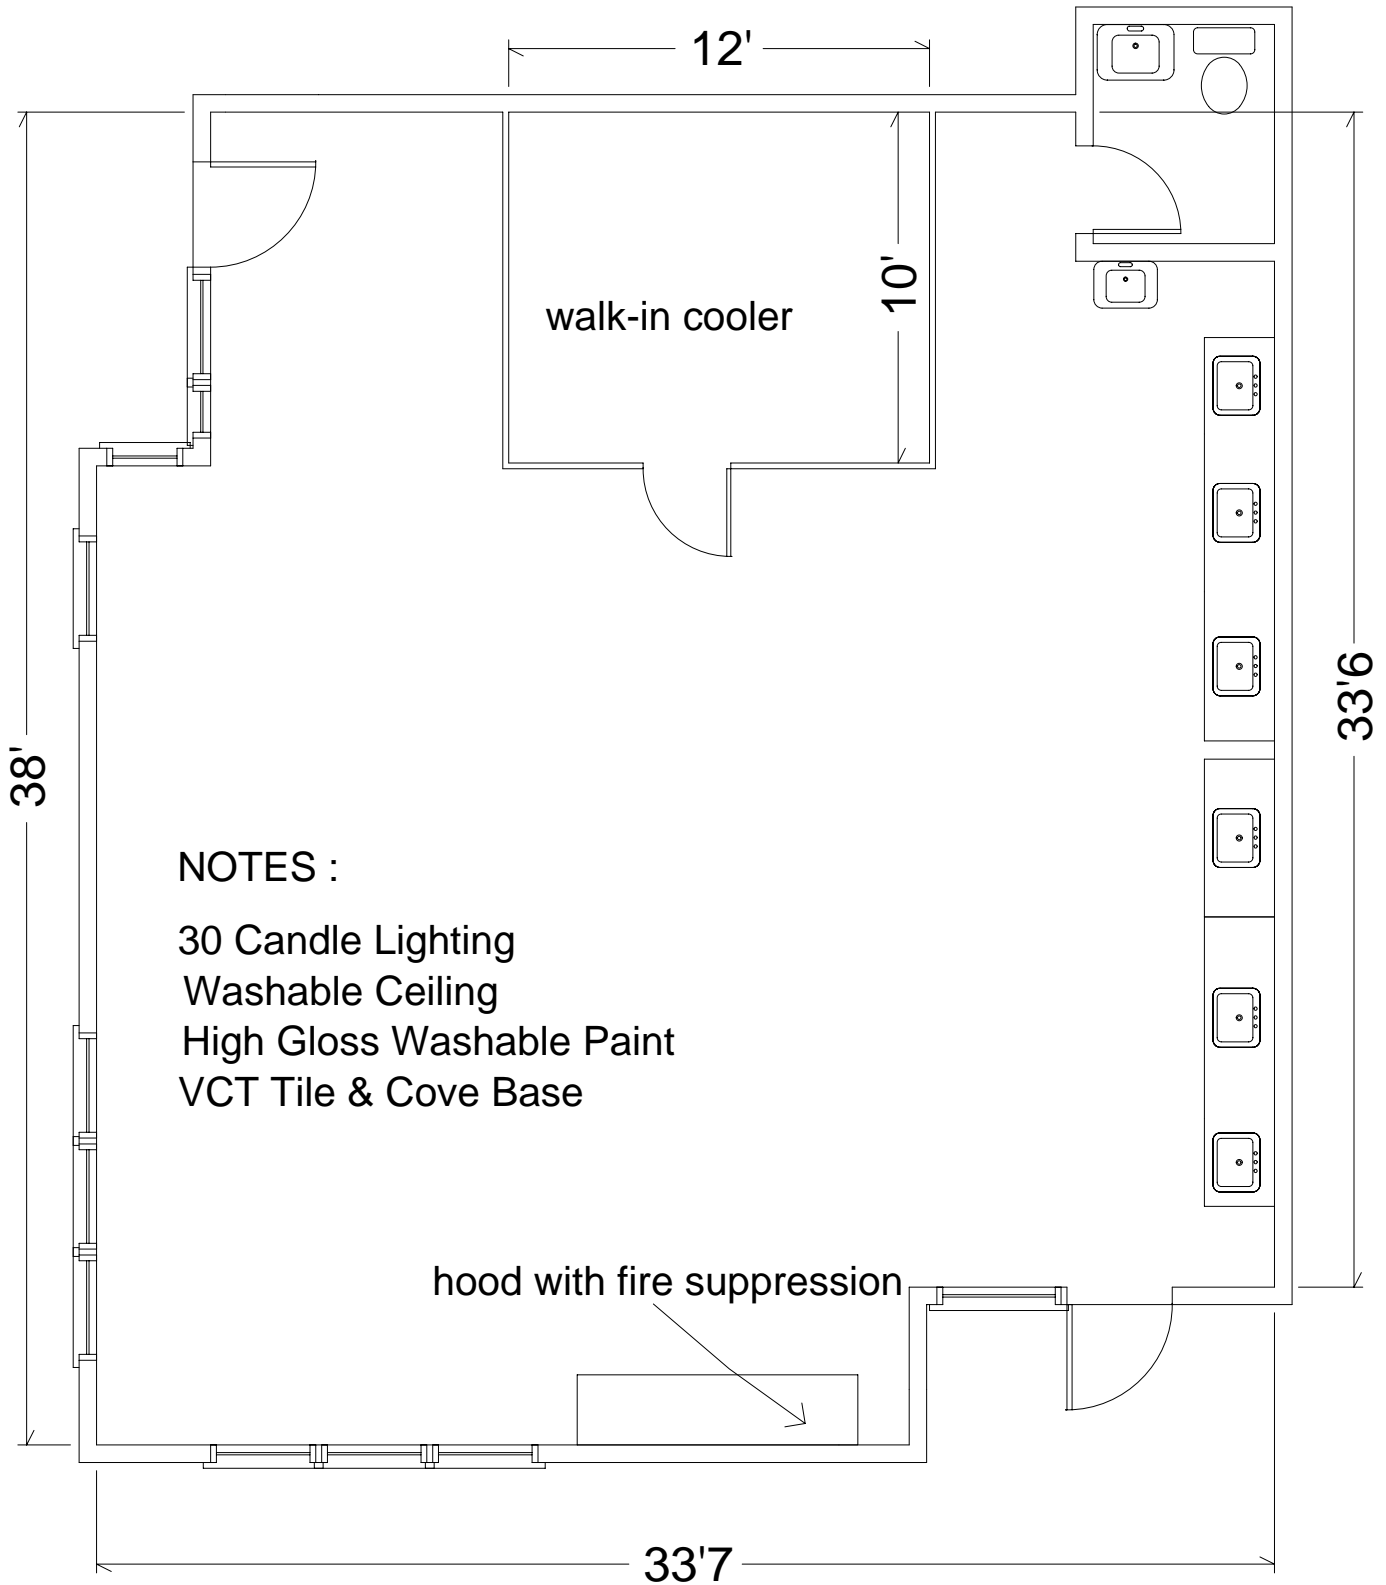 12'
10'
walk-in cooler
33'6
38'
NOTES :
30 Candle Lighting
Washable Ceiling
High Gloss Washable Paint
VCT Tile & Cove Base
hood with fire suppression
33'7